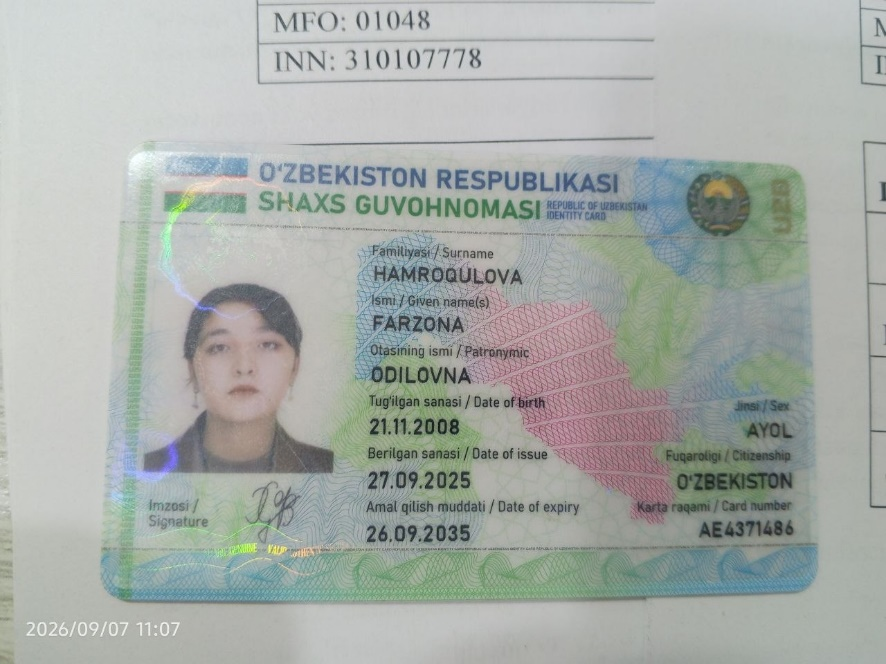 MFO: 01048
INN: 310107778
O‘ZBEKISTON RESPUBLIKASI
SHAXS GUVOHNOMASI
REPUBLIC OF UZBEKISTAN
IDENTITY CARD
UZB
Familiyasi / Surname
HAMROQULOVA
Ismi / Given name(s)
FARZONA
Otasining ismi / Patronymic
ODILOVNA
Tug‘ilgan sanasi / Date of birth
21.11.2008
Jinsi / Sex
AYOL
Berilgan sanasi / Date of issue
27.09.2025
Fuqaroligi / Citizenship
O‘ZBEKISTON
Amal qilish muddati / Date of expiry
26.09.2035
Karta raqami / Card number
AE4371486
Imzosi /
Signature
2026/09/07 11:07